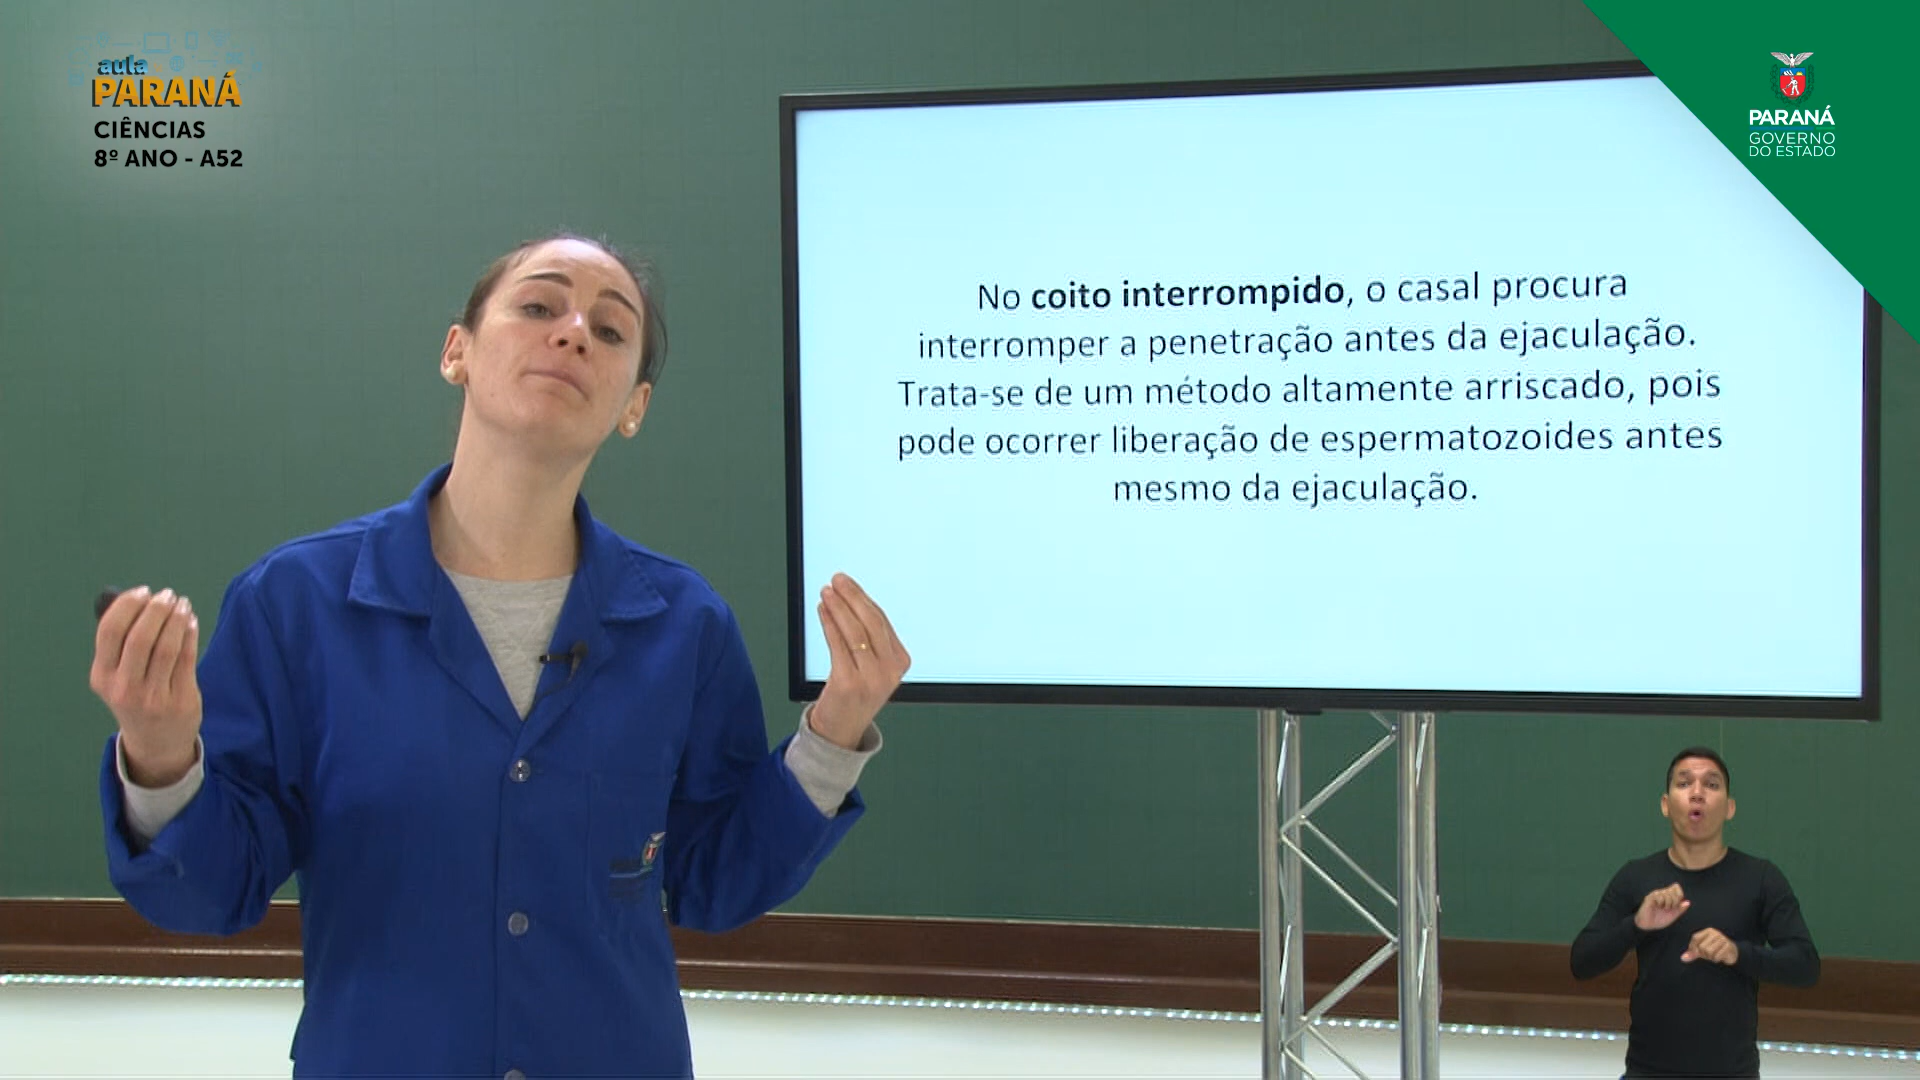 aula
PARANÁ
CIÊNCIAS
8º ANO - A52
PARANÁ
GOVERNO
DO ESTADO
No coito interrompido, o casal procura
interromper a penetração antes da ejaculação.
Trata-se de um método altamente arriscado, pois
pode ocorrer liberação de espermatozoides antes
mesmo da ejaculação.